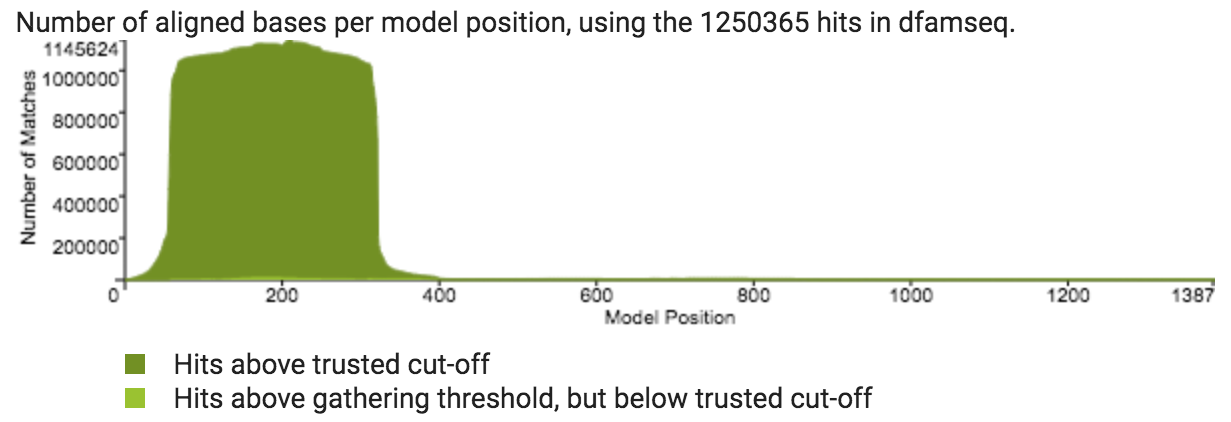 Number of aligned bases per model position, using the 1250365 hits in dfamseq.
1145624
1000000
800000
600000
400000
200000
Number of Matches
0 200 400 600 800 1000 1200 1387
Model Position
Hits above trusted cut-off
Hits above gathering threshold, but below trusted cut-off